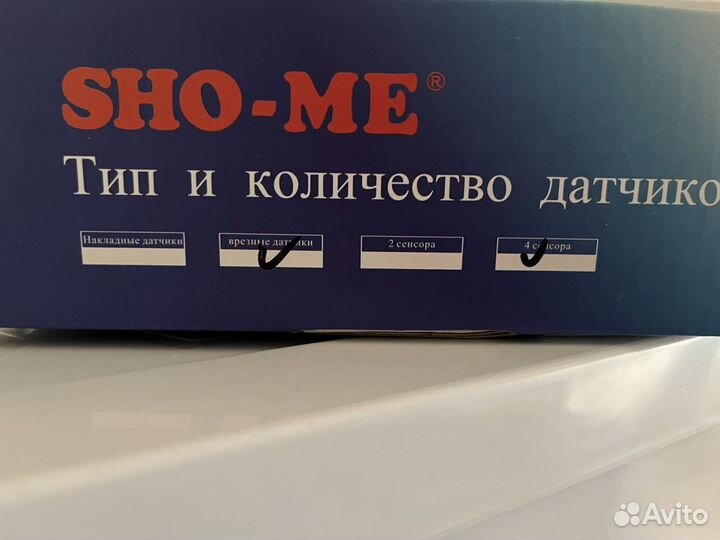 SHO-ME®
Тип и количество датчико
Накладные датчики врезные датчики 2 сенсора 4 сенсора
Avito